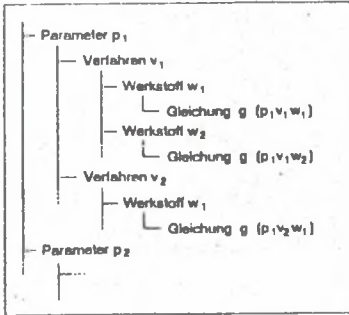 Parameter p₁
Verfahren v₁
Werkstoff w₁
Gleichung g (p₁v₁w₁)
Werkstoff w₂
Gleichung g (p₁v₁w₂)
Verfahren v₂
Werkstoff w₁
Gleichung g (p₁v₂w₁)
Parameter p₂